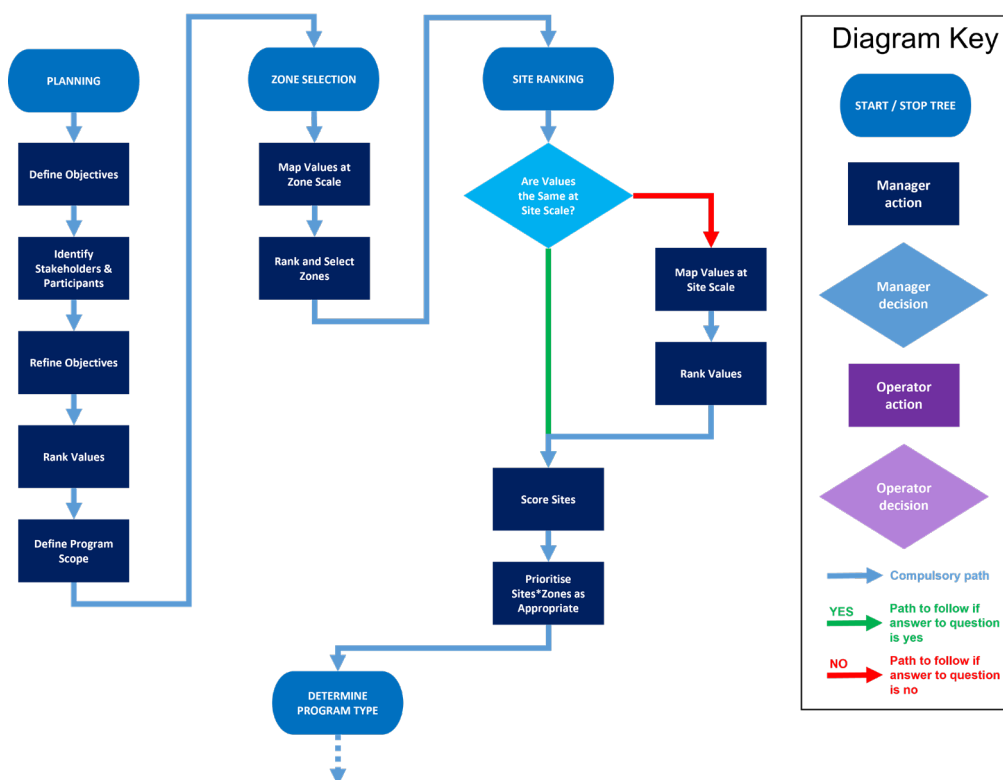 PLANNING
Define Objectives
Identify
Stakeholders &
Participants
Refine Objectives
Rank Values
Define Program
Scope
ZONE SELECTION
Map Values at
Zone Scale
Rank and Select
Zones
SITE RANKING
Are Values
the Same at
Site Scale?
Map Values at
Site Scale
Rank Values
Score Sites
Prioritise
Sites*Zones as
Appropriate
DETERMINE
PROGRAM TYPE
Diagram Key
START / STOP TREE
Manager
action
Manager
decision
Operator
action
Operator
decision
Compulsory path
YES
Path to follow if
answer to question
is yes
NO
Path to follow if
answer to question
is no